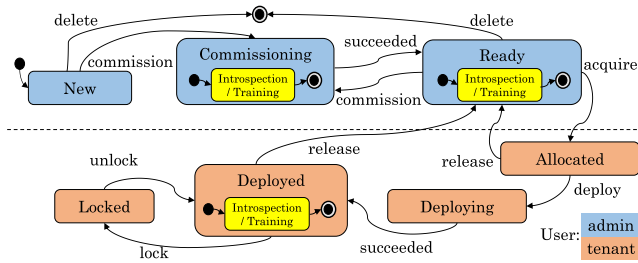 delete
delete
Commissioning
succeeded
Ready
commission
acquire
New
Introspection
/ Training
Introspection
/ Training
commission
unlock
release
release
Allocated
Deployed
deploy
Locked
Introspection
/ Training
Deploying
lock
succeeded
User:
admin
tenant